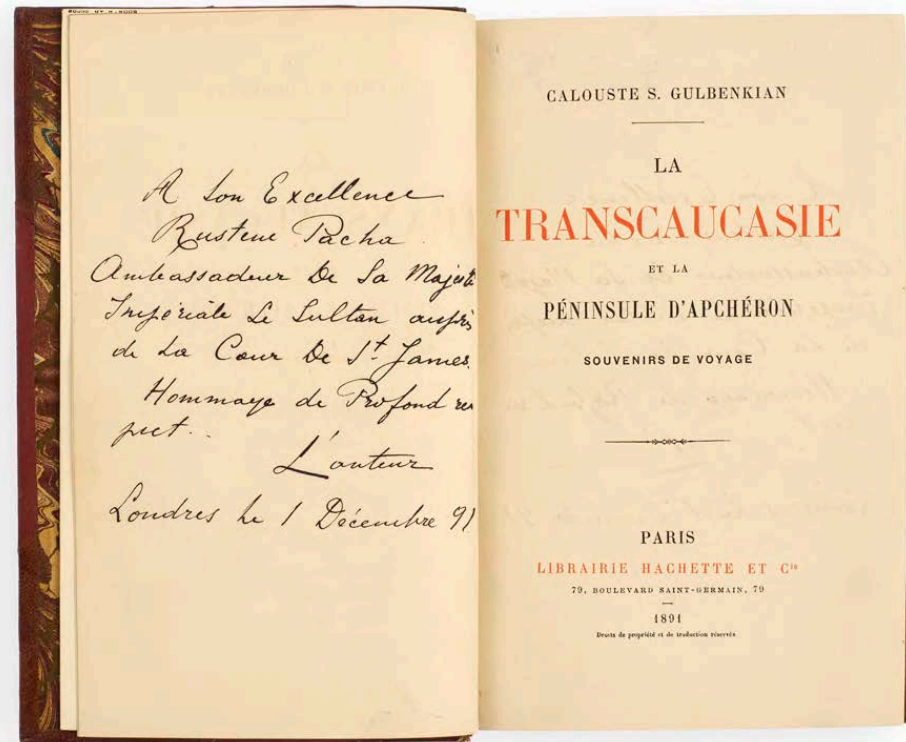 A Son Excellence
Rustem Pacha
Ambassadeur De Sa Majesté
Impériale Le Sultan auprès
de La Cour De St. James.
Hommage de Profond res
pect.
L'auteur
Londres le 1 Décembre 91
CALOUSTE S. GULBENKIAN
LA
TRANSCAUCASIE
ET LA
PÉNINSULE D'APCHÉRON
SOUVENIRS DE VOYAGE
PARIS
LIBRAIRIE HACHETTE ET Cie
79, BOULEVARD SAINT-GERMAIN, 79
1891
Droits de propriété et de traduction réservés